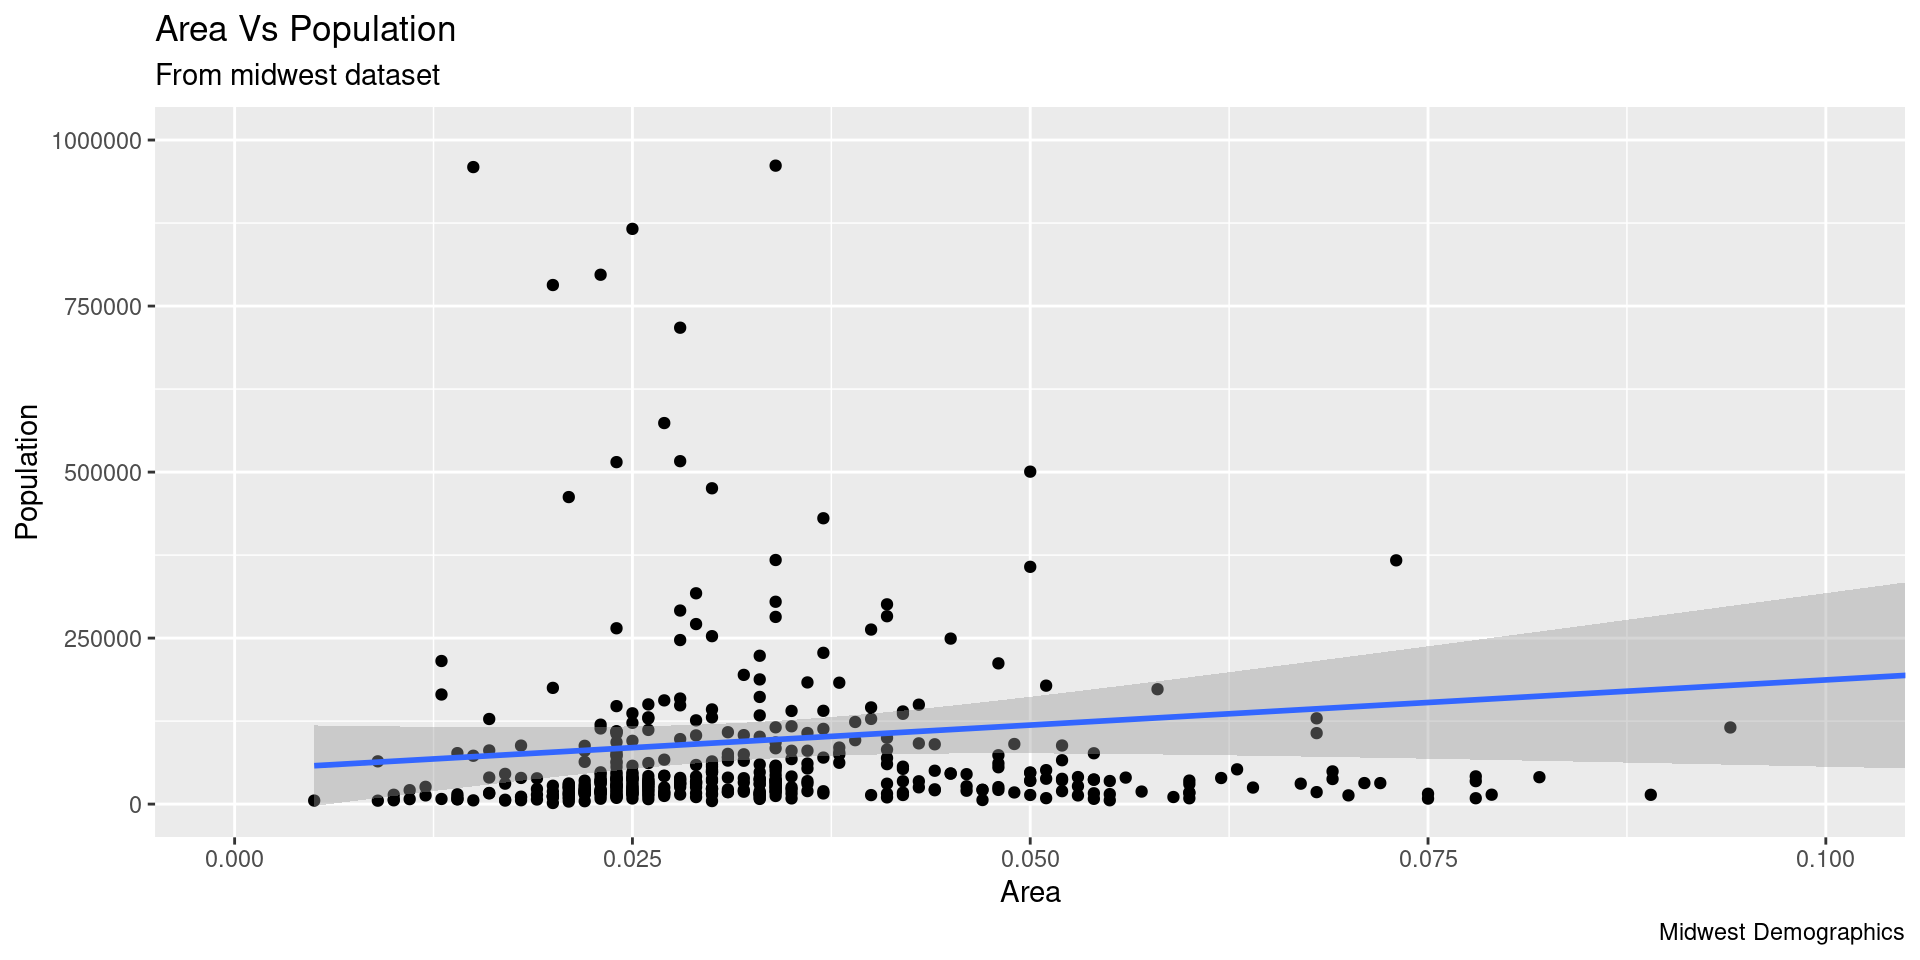 Area Vs Population
From midwest dataset
1000000
750000
500000
250000
0
Population
0.000 0.025 0.050 0.075 0.100
Area
Midwest Demographics